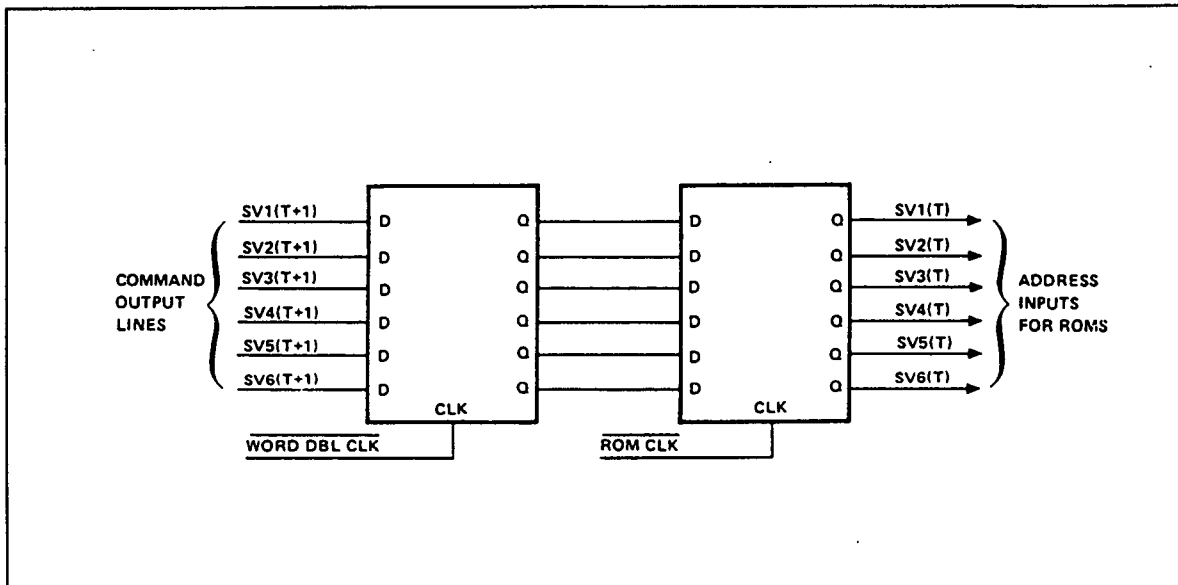 COMMAND
OUTPUT
LINES
SV1(T+1)
SV2(T+1)
SV3(T+1)
SV4(T+1)
SV5(T+1)
SV6(T+1)
D
D
D
D
D
D
Q
Q
Q
Q
Q
Q
CLK
WORD DBL CLK
D
D
D
D
D
D
Q
Q
Q
Q
Q
Q
CLK
ROM CLK
SV1(T)
SV2(T)
SV3(T)
SV4(T)
SV5(T)
SV6(T)
ADDRESS
INPUTS
FOR ROMS